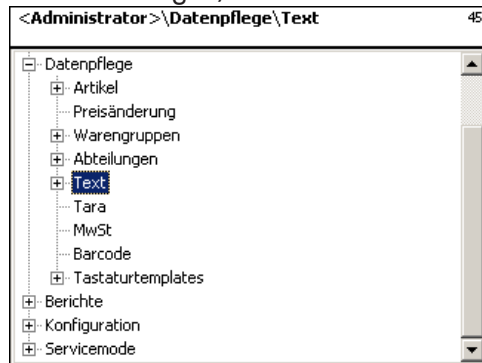 <Administrator>\Datenpflege\Text 45
Datenpflege
Artikel
Preisänderung
Warengruppen
Abteilungen
Text
Tara
MwSt
Barcode
Tastaturtemplates
Berichte
Konfiguration
Servicemode